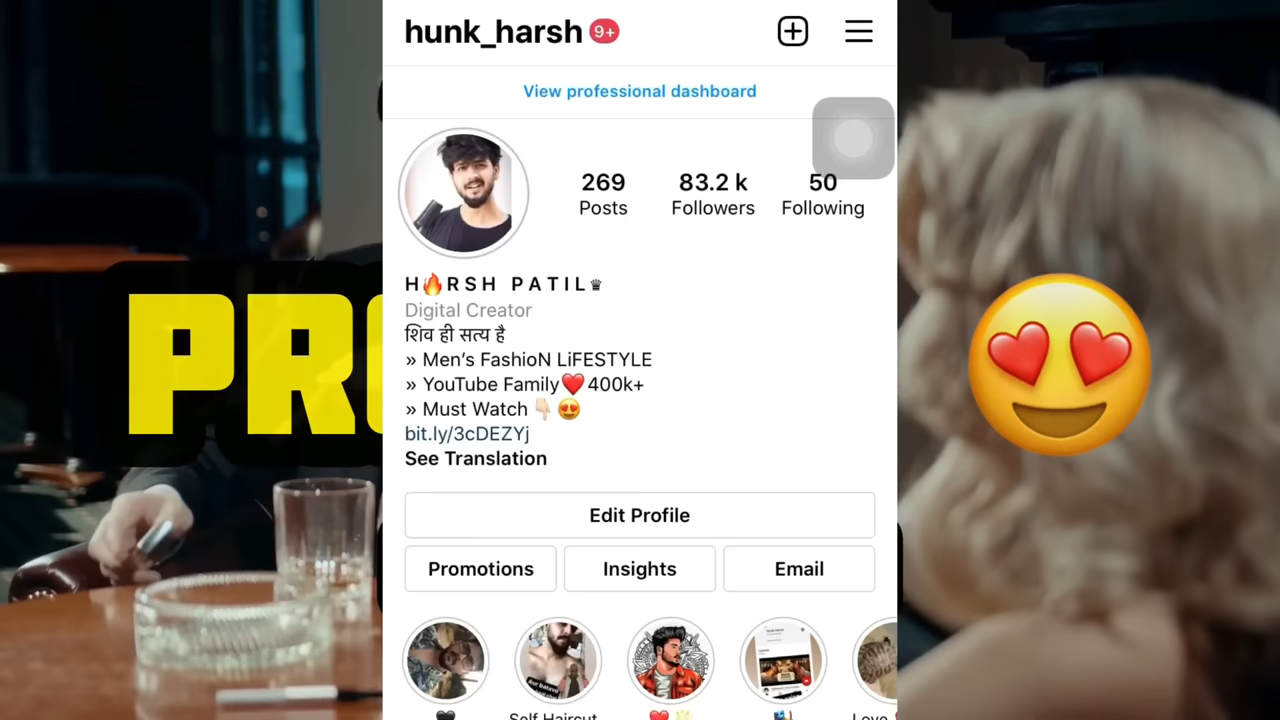 hunk_harsh 9+
View professional dashboard
269
Posts
83.2 k
Followers
50
Following
H🔥RSH PATIL♛
Digital Creator
शिव ही सत्य है
» Men's FashioN LiFESTYLE
» YouTube Family❤️400k+
» Must Watch 👇🏻😍
bit.ly/3cDEZYj
See Translation
PRO
Edit Profile
Promotions
Insights
Email
Self Haircut
Love